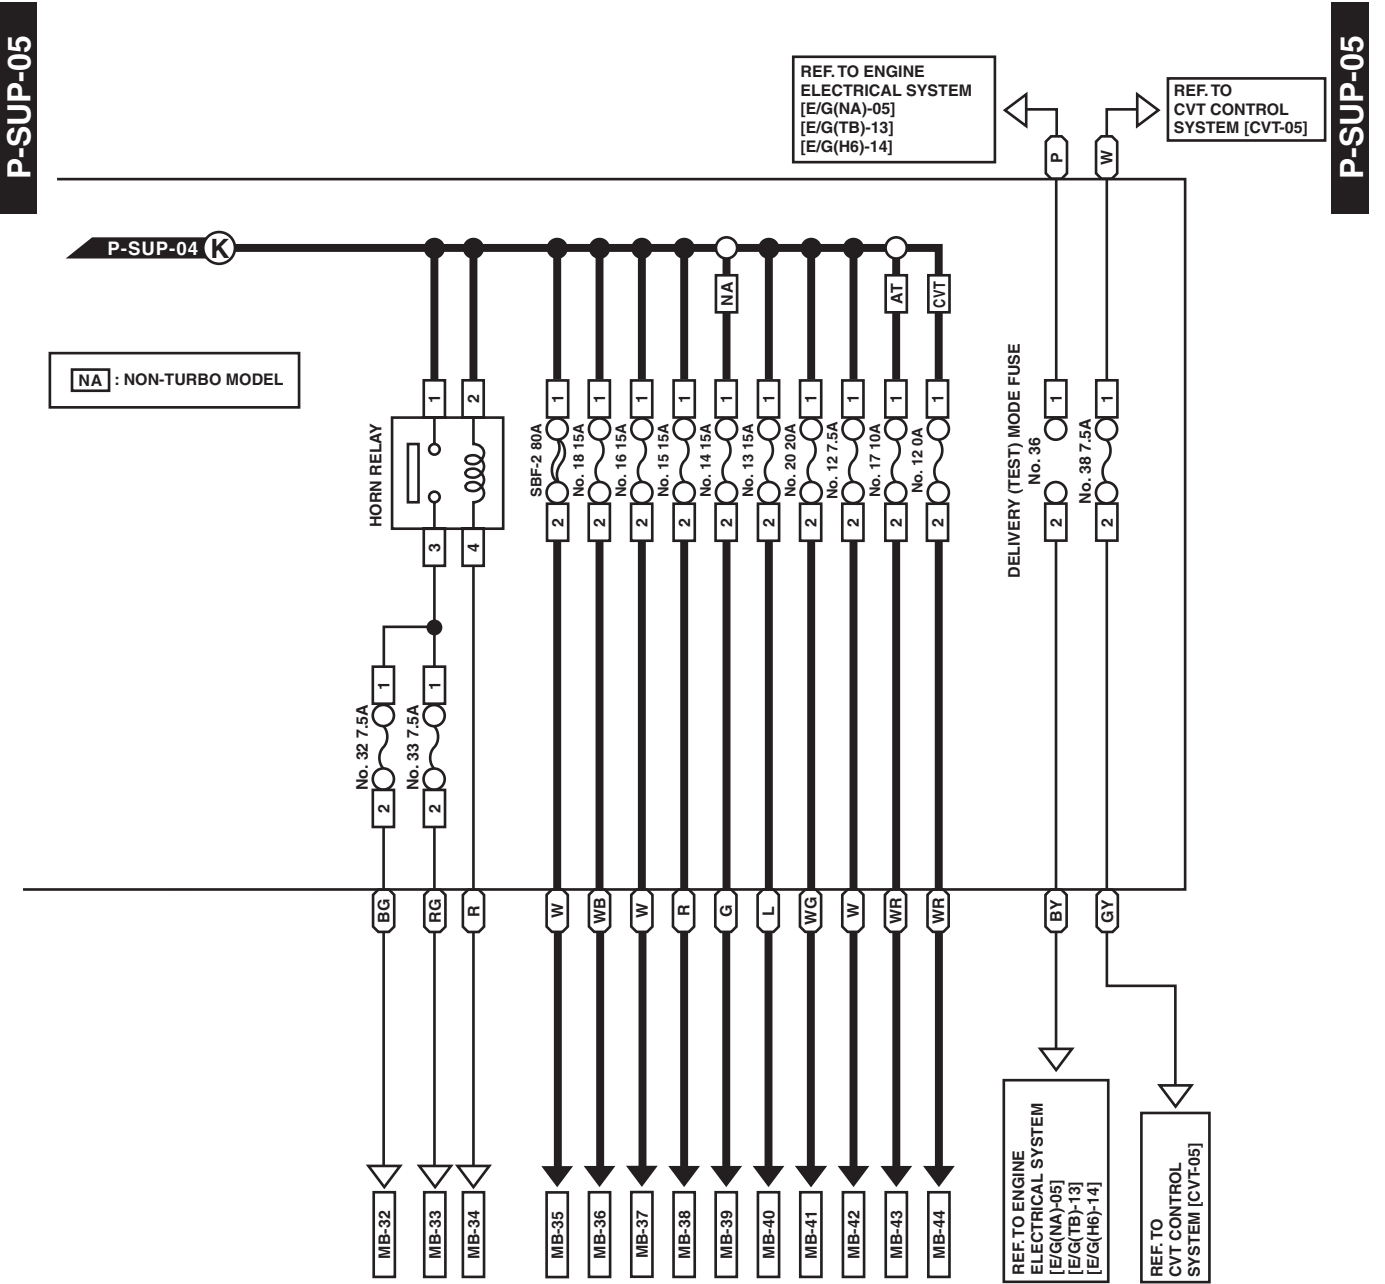 P-SUP-05
P-SUP-05
REF. TO ENGINE
ELECTRICAL SYSTEM
[E/G(NA)-05]
[E/G(TB)-13]
[E/G(H6)-14]
REF. TO
CVT CONTROL
SYSTEM [CVT-05]
P
W
P-SUP-04 K
NA
AT
CVT
NA : NON-TURBO MODEL
HORN RELAY
1
2
3
4
SBF-2 80A
1
2
No. 18 15A
1
2
No. 16 15A
1
2
No. 15 15A
1
2
No. 14 15A
1
2
No. 13 15A
1
2
No. 20 20A
1
2
No. 12 7.5A
1
2
No. 17 10A
1
2
No. 12 0A
1
2
DELIVERY (TEST) MODE FUSE
No. 36
1
2
No. 38 7.5A
1
2
No. 32 7.5A
1
2
No. 33 7.5A
1
2
BG
RG
R
W
WB
W
R
G
L
WG
W
WR
WR
BY
GY
MB-32
MB-33
MB-34
MB-35
MB-36
MB-37
MB-38
MB-39
MB-40
MB-41
MB-42
MB-43
MB-44
REF. TO ENGINE
ELECTRICAL SYSTEM
[E/G(NA)-05]
[E/G(TB)-13]
[E/G(H6)-14]
REF. TO
CVT CONTROL
SYSTEM [CVT-05]